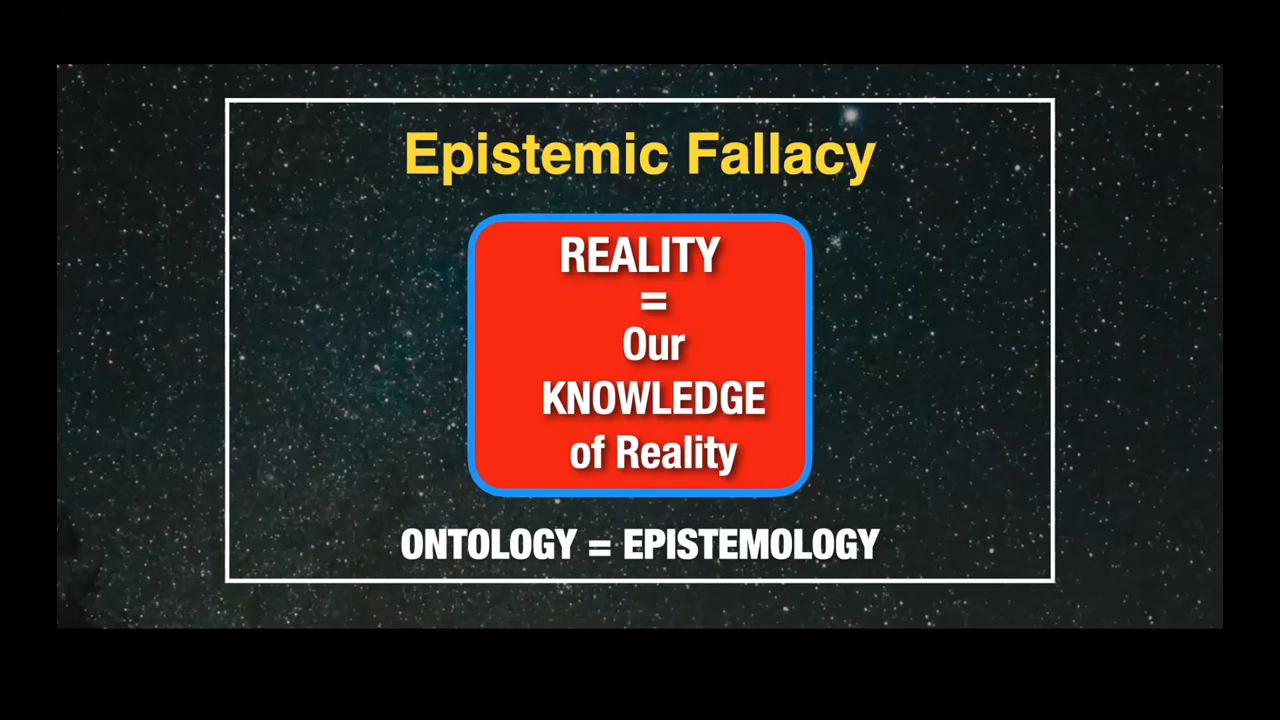 Epistemic Fallacy
REALITY
=
Our
KNOWLEDGE
of Reality
ONTOLOGY = EPISTEMOLOGY